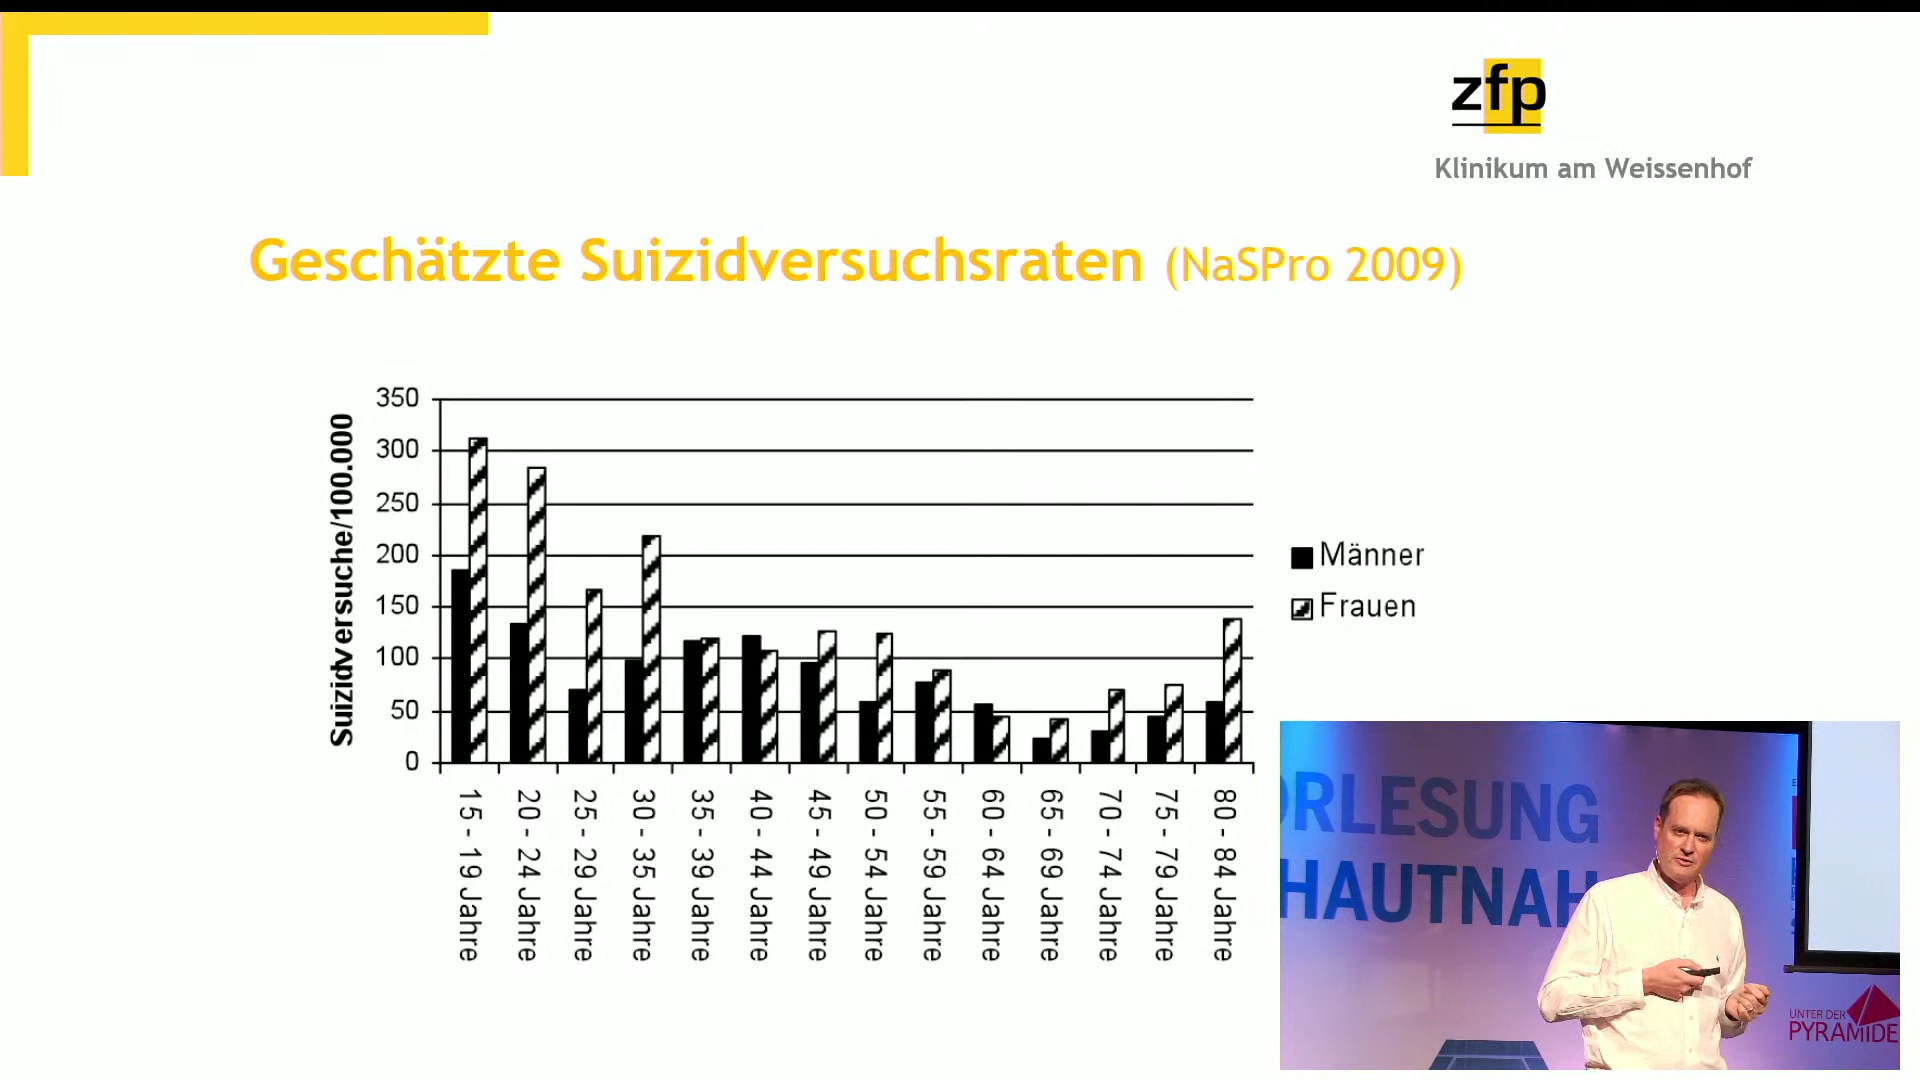 zfp
Klinikum am Weissenhof
Geschätzte Suizidversuchsraten (NaSPro 2009)
Suizidversuche/100.000
350
300
250
200
150
100
50
0
15 - 19 Jahre
20 - 24 Jahre
25 - 29 Jahre
30 - 35 Jahre
35 - 39 Jahre
40 - 44 Jahre
45 - 49 Jahre
50 - 54 Jahre
55 - 59 Jahre
60 - 64 Jahre
65 - 69 Jahre
70 - 74 Jahre
75 - 79 Jahre
80 - 84 Jahre
Männer
Frauen
ORLESUNG
HAUTNAH
UNTER DER
PYRAMIDE